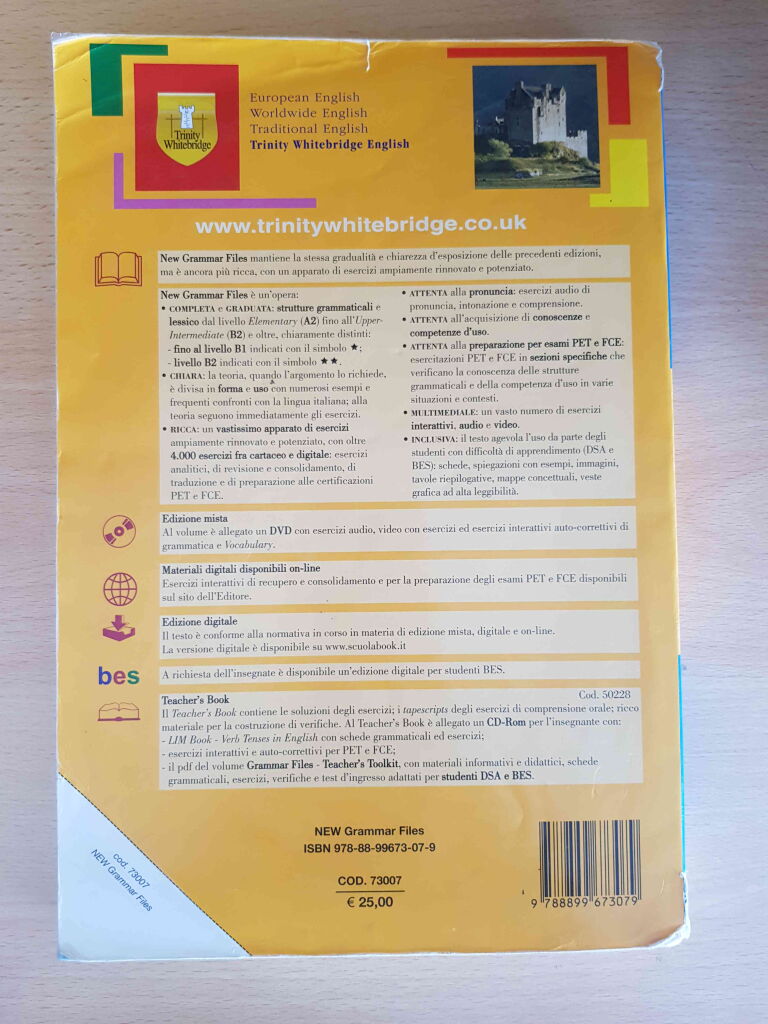 Trinity
Whitebridge
European English
Worldwide English
Traditional English
Trinity Whitebridge English
www.trinitywhitebridge.co.uk
New Grammar Files mantiene la stessa gradualità e chiarezza d'esposizione delle precedenti edizioni,
ma è ancora più ricca, con un apparato di esercizi ampiamente rinnovato e potenziato.
New Grammar Files è un'opera:
• COMPLETA e GRADUATA: strutture grammaticali e
lessico dal livello Elementary (A2) fino all'Upper-
Intermediate (B2) e oltre, chiaramente distinti:
- fino al livello B1 indicati con il simbolo ★;
- livello B2 indicati con il simbolo ★★.
• CHIARA: la teoria, quando l'argomento lo richiede,
è divisa in forma e uso con numerosi esempi e
frequenti confronti con la lingua italiana; alla
teoria seguono immediatamente gli esercizi.
• RICCA: un vastissimo apparato di esercizi
ampiamente rinnovato e potenziato, con oltre
4.000 esercizi fra cartaceo e digitale: esercizi
analitici, di revisione e consolidamento, di
traduzione e di preparazione alle certificazioni
PET e FCE.
• ATTENTA alla pronuncia: esercizi audio di
pronuncia, intonazione e comprensione.
• ATTENTA all'acquisizione di conoscenze e
competenze d'uso.
• ATTENTA alla preparazione per esami PET e FCE:
esercitazioni PET e FCE in sezioni specifiche che
verificano la conoscenza delle strutture
grammaticali e della competenza d'uso in varie
situazioni e contesti.
• MULTIMEDIALE: un vasto numero di esercizi
interattivi, audio e video.
• INCLUSIVA: il testo agevola l'uso da parte degli
studenti con difficoltà di apprendimento (DSA e
BES): schede, spiegazioni con esempi, immagini,
tavole riepilogative, mappe concettuali, veste
grafica ad alta leggibilità.
Edizione mista
Al volume è allegato un DVD con esercizi audio, video con esercizi ed esercizi interattivi auto-correttivi di
grammatica e Vocabulary.
Materiali digitali disponibili on-line
Esercizi interattivi di recupero e consolidamento e per la preparazione degli esami PET e FCE disponibili
sul sito dell'Editore.
Edizione digitale
Il testo è conforme alla normativa in corso in materia di edizione mista, digitale e on-line.
La versione digitale è disponibile su www.scuolabook.it
bes
A richiesta dell'insegnate è disponibile un'edizione digitale per studenti BES.
Teacher's Book Cod. 50228
Il Teacher's Book contiene le soluzioni degli esercizi; i tapescripts degli esercizi di comprensione orale; ricco
materiale per la costruzione di verifiche. Al Teacher's Book è allegato un CD-Rom per l'insegnante con:
- LIM Book - Verb Tenses in English con schede grammaticali ed esercizi;
- esercizi interattivi e auto-correttivi per PET e FCE;
- il pdf del volume Grammar Files - Teacher's Toolkit, con materiali informativi e didattici, schede
grammaticali, esercizi, verifiche e test d'ingresso adattati per studenti DSA e BES.
cod. 73007
NEW Grammar Files
NEW Grammar Files
ISBN 978-88-99673-07-9
COD. 73007
€ 25,00
9 788899 673079